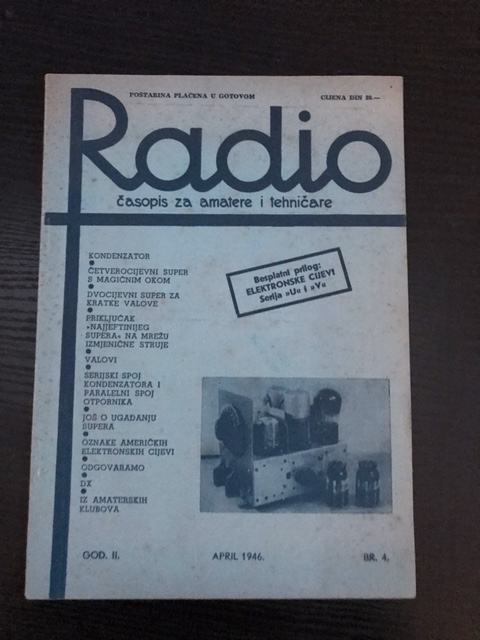 POŠTARINA PLAĆENA U GOTOVOM
CIJENA DIN 20.—
Radio
časopis za amatere i tehničare
KONDENZATOR
ČETVEROCIJEVNI SUPER
S MAGIČNIM OKOM
DVOCIJEVNI SUPER ZA
KRATKE VALOVE
PRIKLJUČAK
»NAJJEFTINIJEG
SUPERA« NA MREŽU
IZMJENIČNE STRUJE
VALOVI
SERIJSKI SPOJ
KONDENZATORA I
PARALELNI SPOJ
OTPORNIKA
JOŠ O UGAĐANJU
SUPERA
OZNAKE AMERIČKIH
ELEKTRONSKIH CIJEVI
ODGOVARAMO
DX
IZ AMATERSKIH
KLUBOVA
Besplatni prilog:
ELEKTRONSKE CIJEVI
Serija »U« i »V«
GOD. II.
APRIL 1946.
BR. 4.